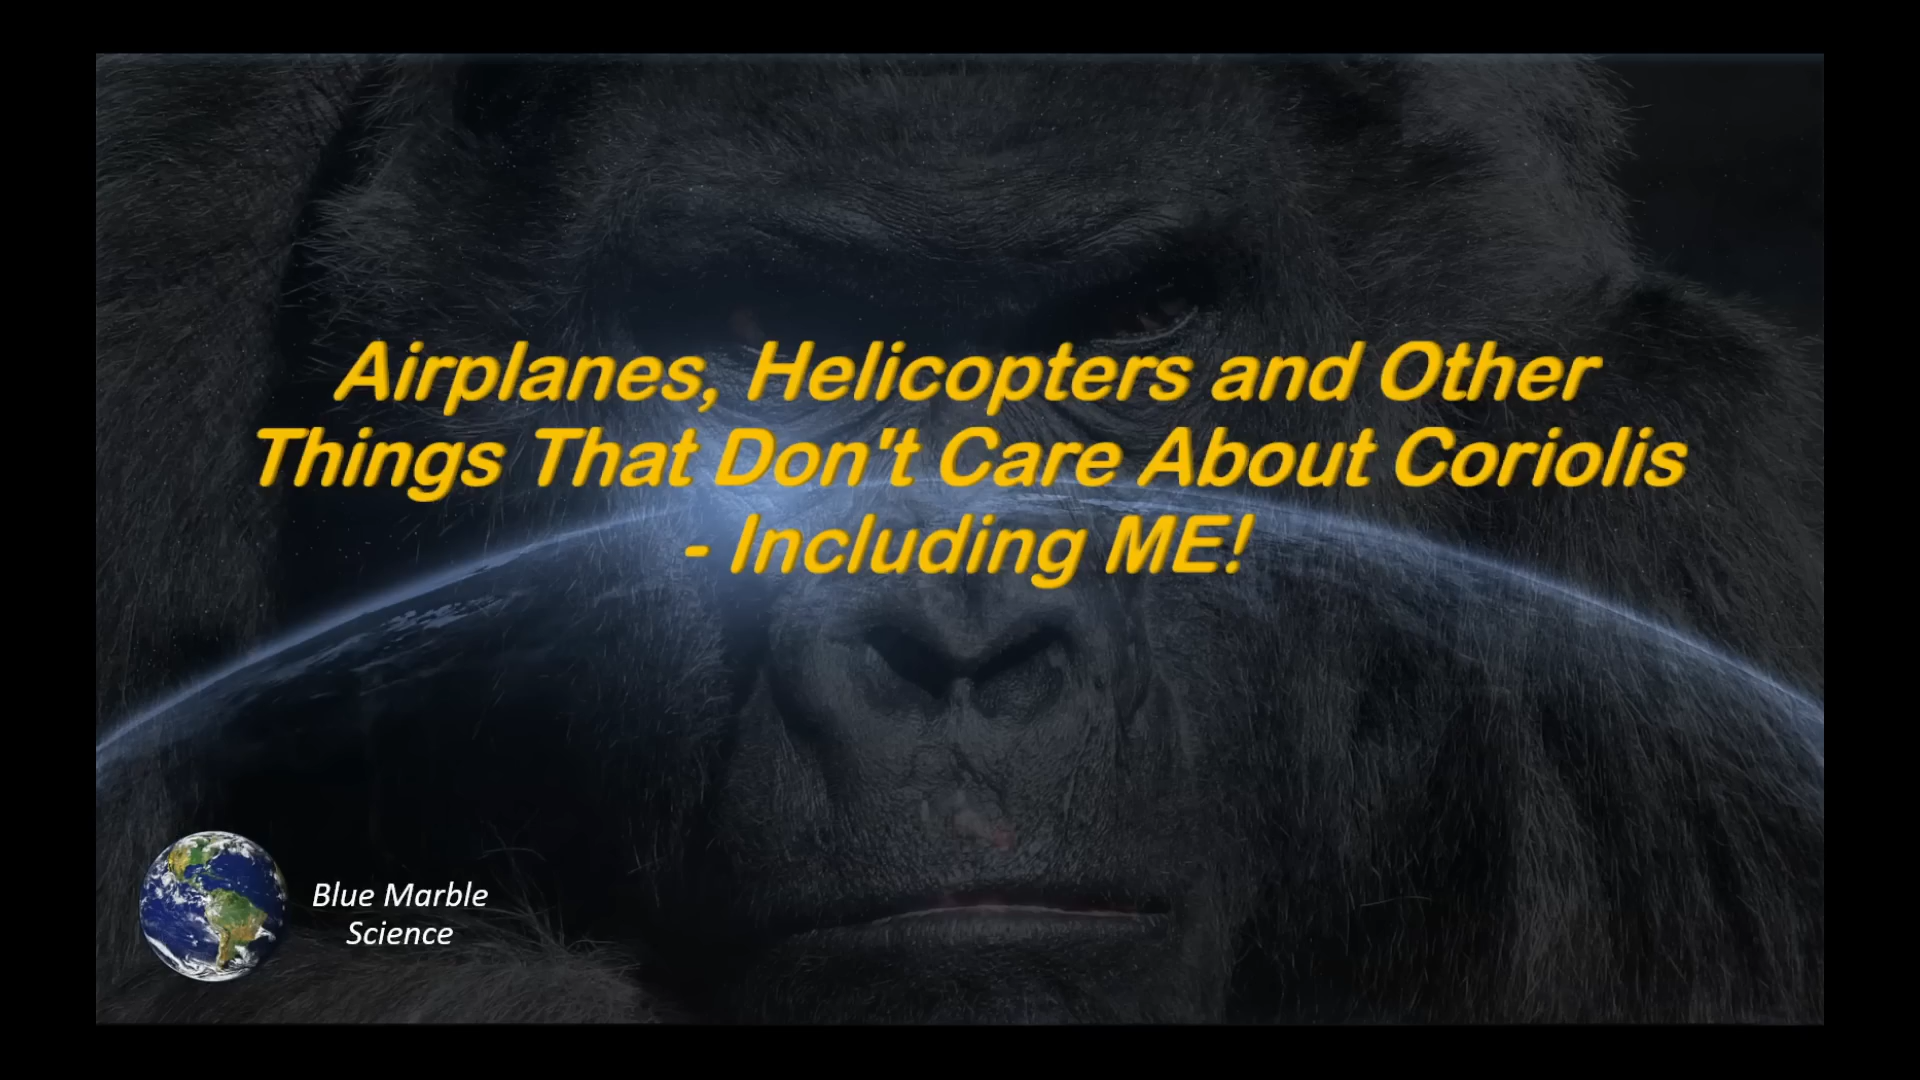 Airplanes, Helicopters and Other
Things That Don't Care About Coriolis
- Including ME!
Blue Marble
Science